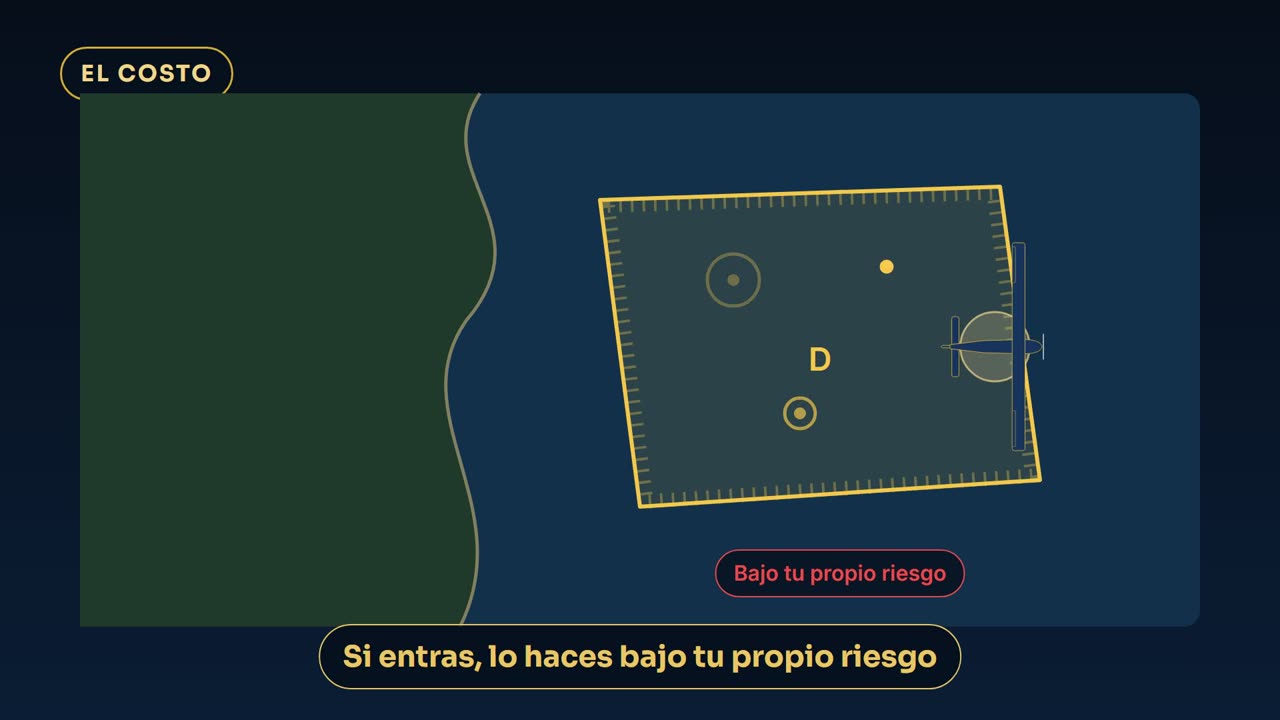 EL COSTO
D
Bajo tu propio riesgo
Si entras, lo haces bajo tu propio riesgo